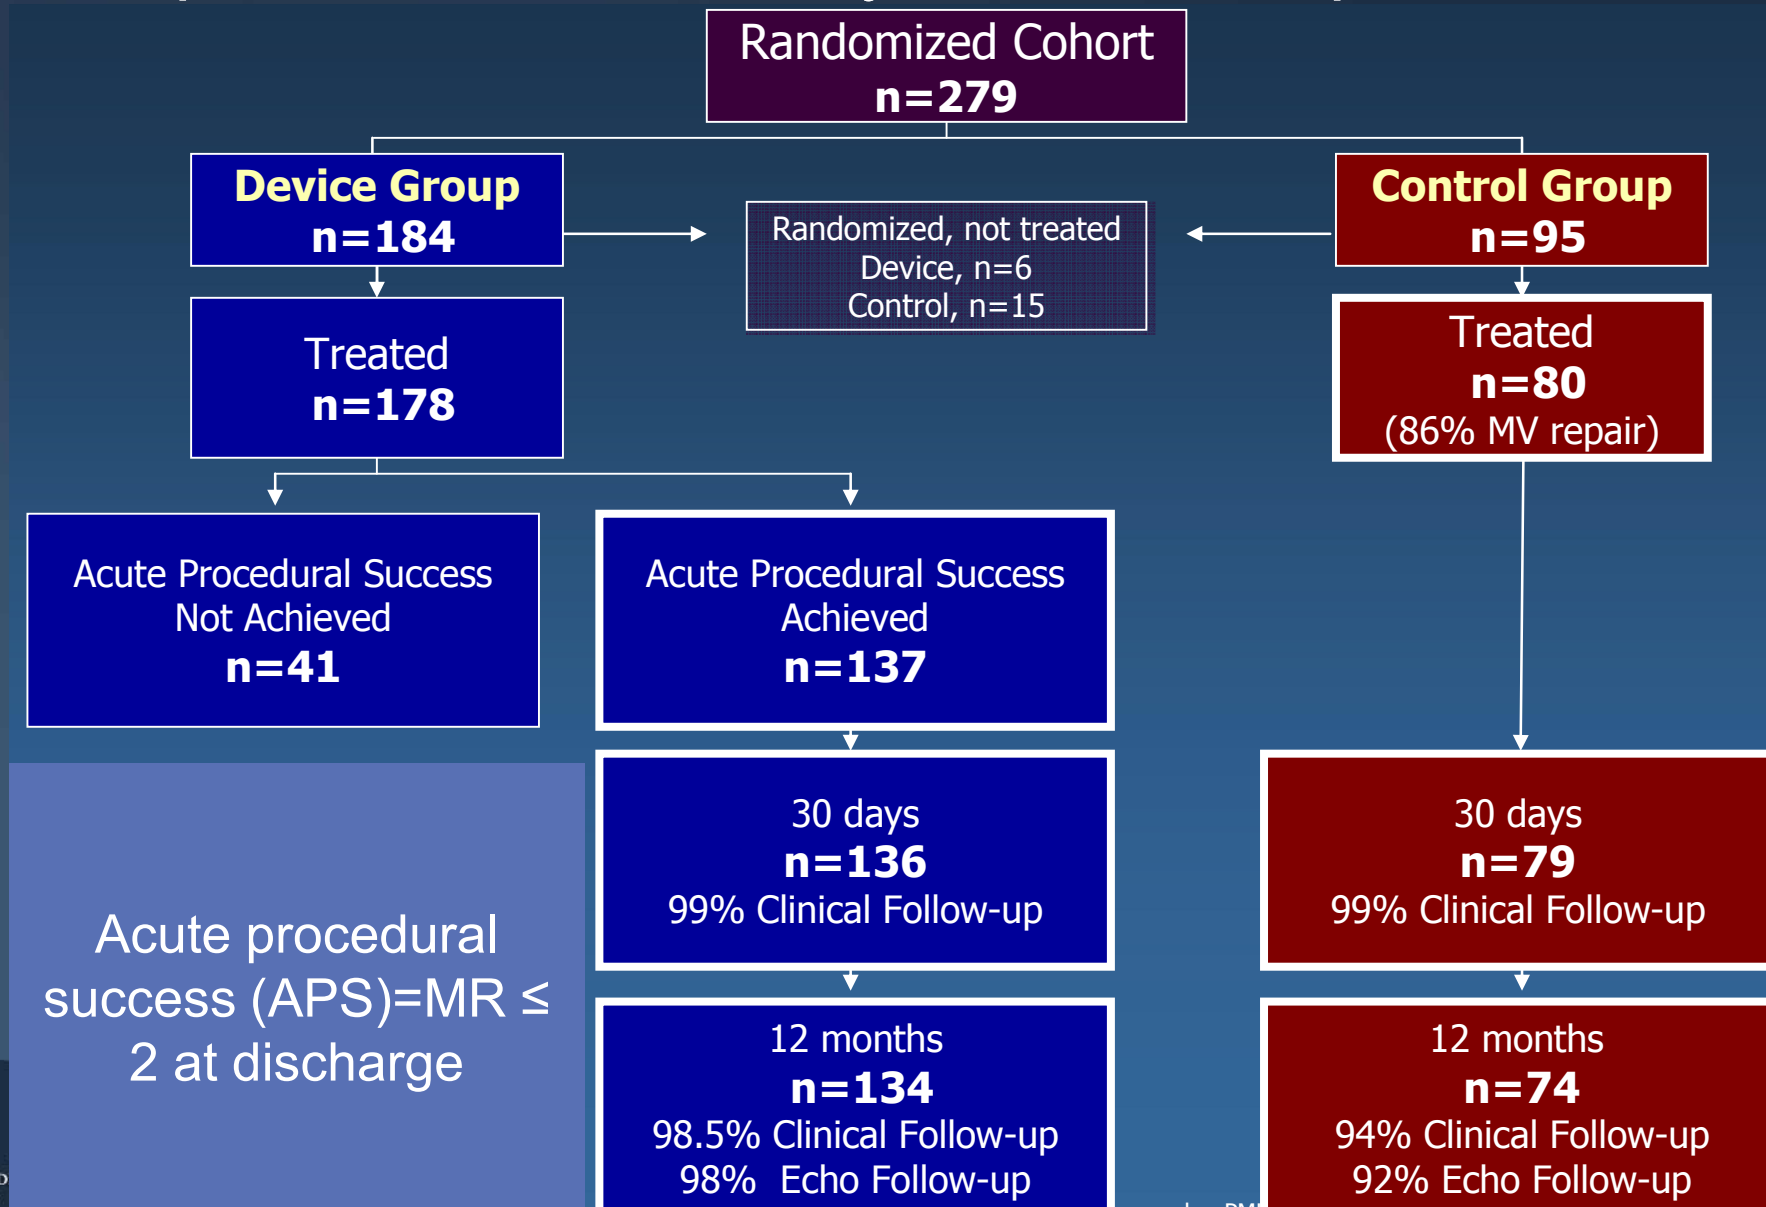 Randomized Cohort
n=279
Device Group
n=184
Randomized, not treated
Device, n=6
Control, n=15
Control Group
n=95
Treated
n=178
Treated
n=80
(86% MV repair)
Acute Procedural Success
Not Achieved
n=41
Acute Procedural Success
Achieved
n=137
30 days
n=136
99% Clinical Follow-up
30 days
n=79
99% Clinical Follow-up
Acute procedural
success (APS)=MR ≤
2 at discharge
12 months
n=134
98.5% Clinical Follow-up
98% Echo Follow-up
12 months
n=74
94% Clinical Follow-up
92% Echo Follow-up